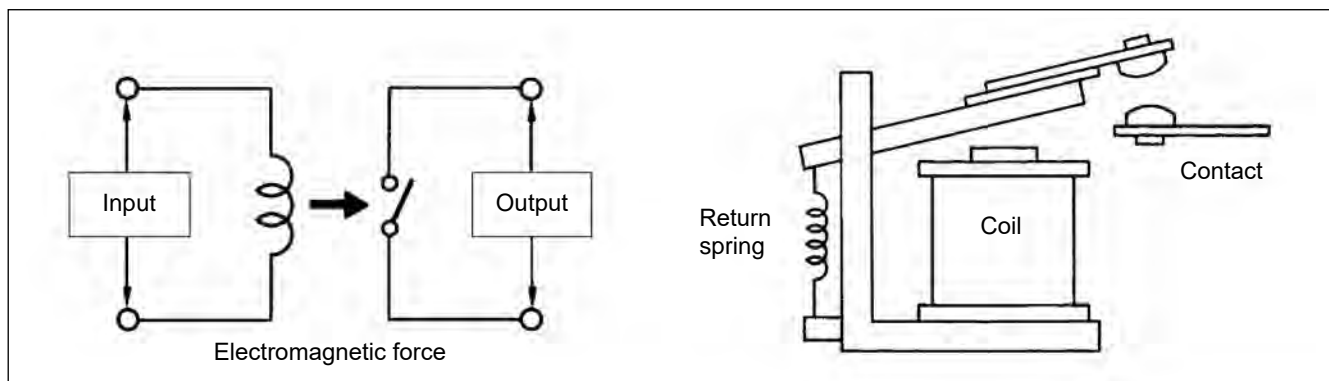 Input
Output
Electromagnetic force
Return
spring
Coil
Contact